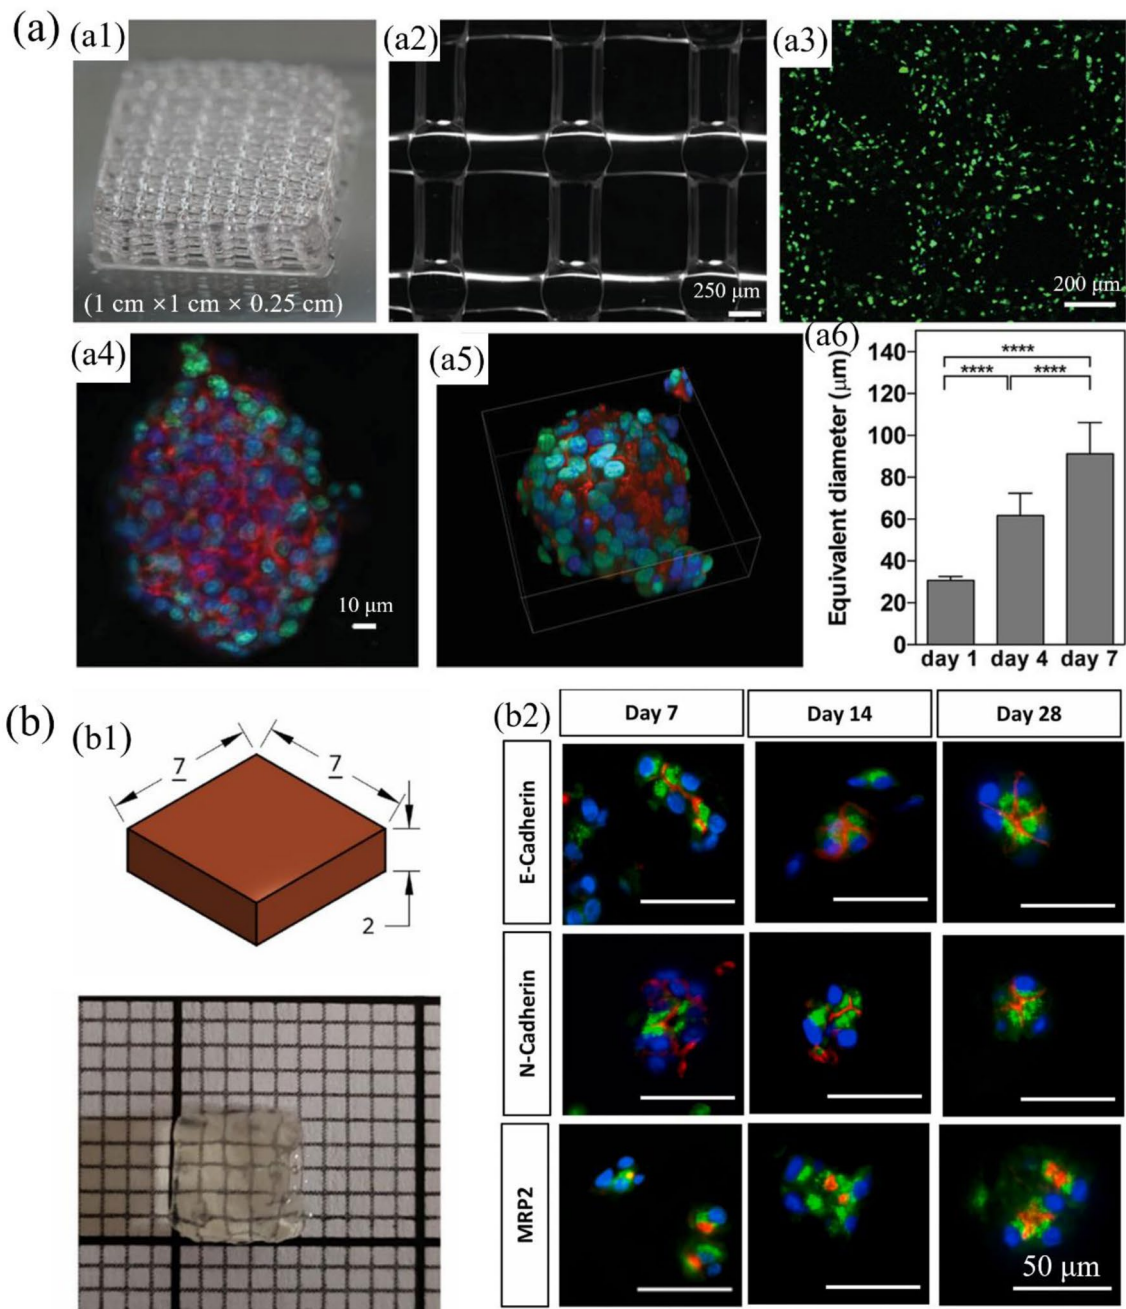 (a)
(a1)
(1 cm ×1 cm × 0.25 cm)
(a2)
250 μm
(a3)
200 μm
(a4)
10 μm
(a5)
(a6)
Equivalent diameter (μm)
140
120
100
80
60
40
20
0
****
**** ****
day 1 day 4 day 7
(b)
(b1)
7 7
2
(b2)
Day 7 Day 14 Day 28
E-Cadherin
N-Cadherin
MRP2
50 μm